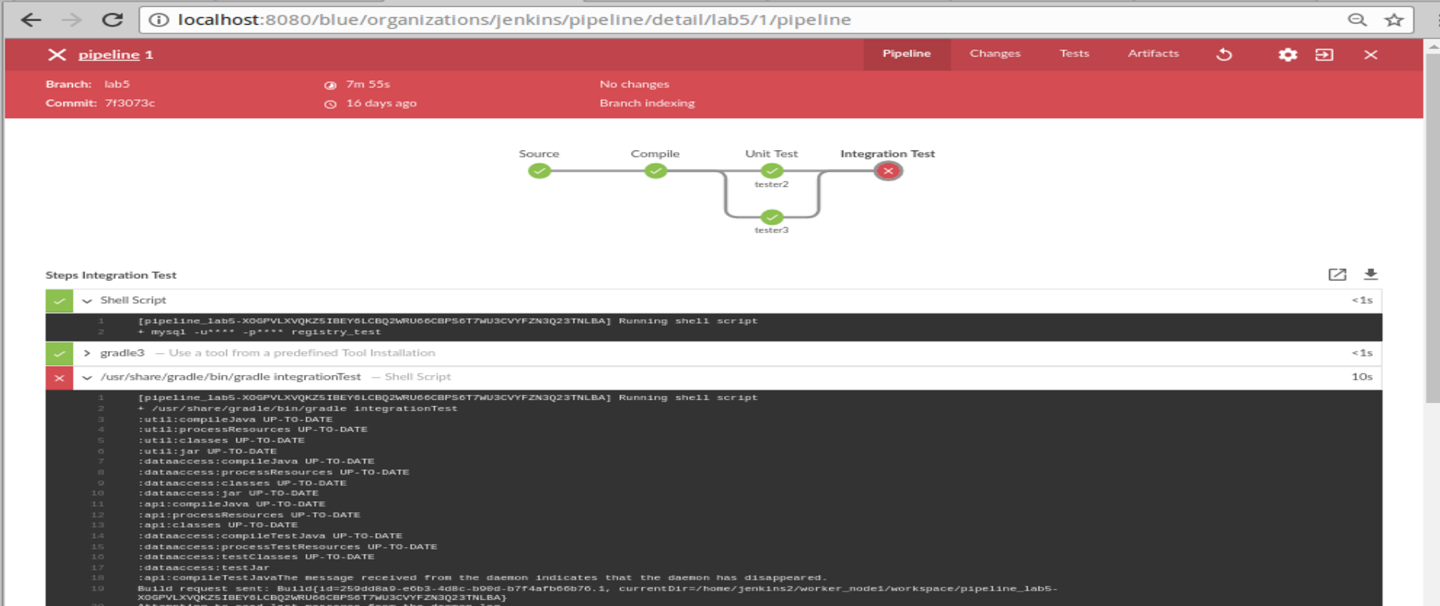 localhost:8080/blue/organizations/jenkins/pipeline/detail/lab5/1/pipeline
pipeline 1 Pipeline Changes Tests Artifacts
Branch: lab5 7m 55s No changes
Commit: 7f3073c 16 days ago Branch indexing
Source Compile Unit Test Integration Test
tester2
tester3
Steps Integration Test
Shell Script <1s
1 [pipeline_lab5-XOGPVLXVQKZ5IBEY6LCBQ2WRU66CBPS6T7WU3CVYFZN3Q23TNLBA] Running shell script
2 + mysql -u**** -p**** registry_test
gradle3 — Use a tool from a predefined Tool Installation <1s
/usr/share/gradle/bin/gradle integrationTest — Shell Script 10s
1 [pipeline_lab5-XOGPVLXVQKZ5IBEY6LCBQ2WRU66CBPS6T7WU3CVYFZN3Q23TNLBA] Running shell script
2 + /usr/share/gradle/bin/gradle integrationTest
3 :util:compileJava UP-TO-DATE
4 :util:processResources UP-TO-DATE
5 :util:classes UP-TO-DATE
6 :util:jar UP-TO-DATE
7 :dataaccess:compileJava UP-TO-DATE
8 :dataaccess:processResources UP-TO-DATE
9 :dataaccess:classes UP-TO-DATE
10 :dataaccess:jar UP-TO-DATE
11 :api:compileJava UP-TO-DATE
12 :api:processResources UP-TO-DATE
13 :api:classes UP-TO-DATE
14 :dataaccess:compileTestJava UP-TO-DATE
15 :dataaccess:processTestResources UP-TO-DATE
16 :dataaccess:testClasses UP-TO-DATE
17 :dataaccess:testJar
18 :api:compileTestJavaThe message received from the daemon indicates that the daemon has disappeared.
19 Build request sent: Build{id=259dd8a9-e6b3-4d8c-b98d-b7f4afb66b76.1, currentDir=/home/jenkins2/worker_node1/workspace/pipeline_lab5-
XOGPVLXVQKZ5IBEY6LCBQ2WRU66CBPS6T7WU3CVYFZN3Q23TNLBA}